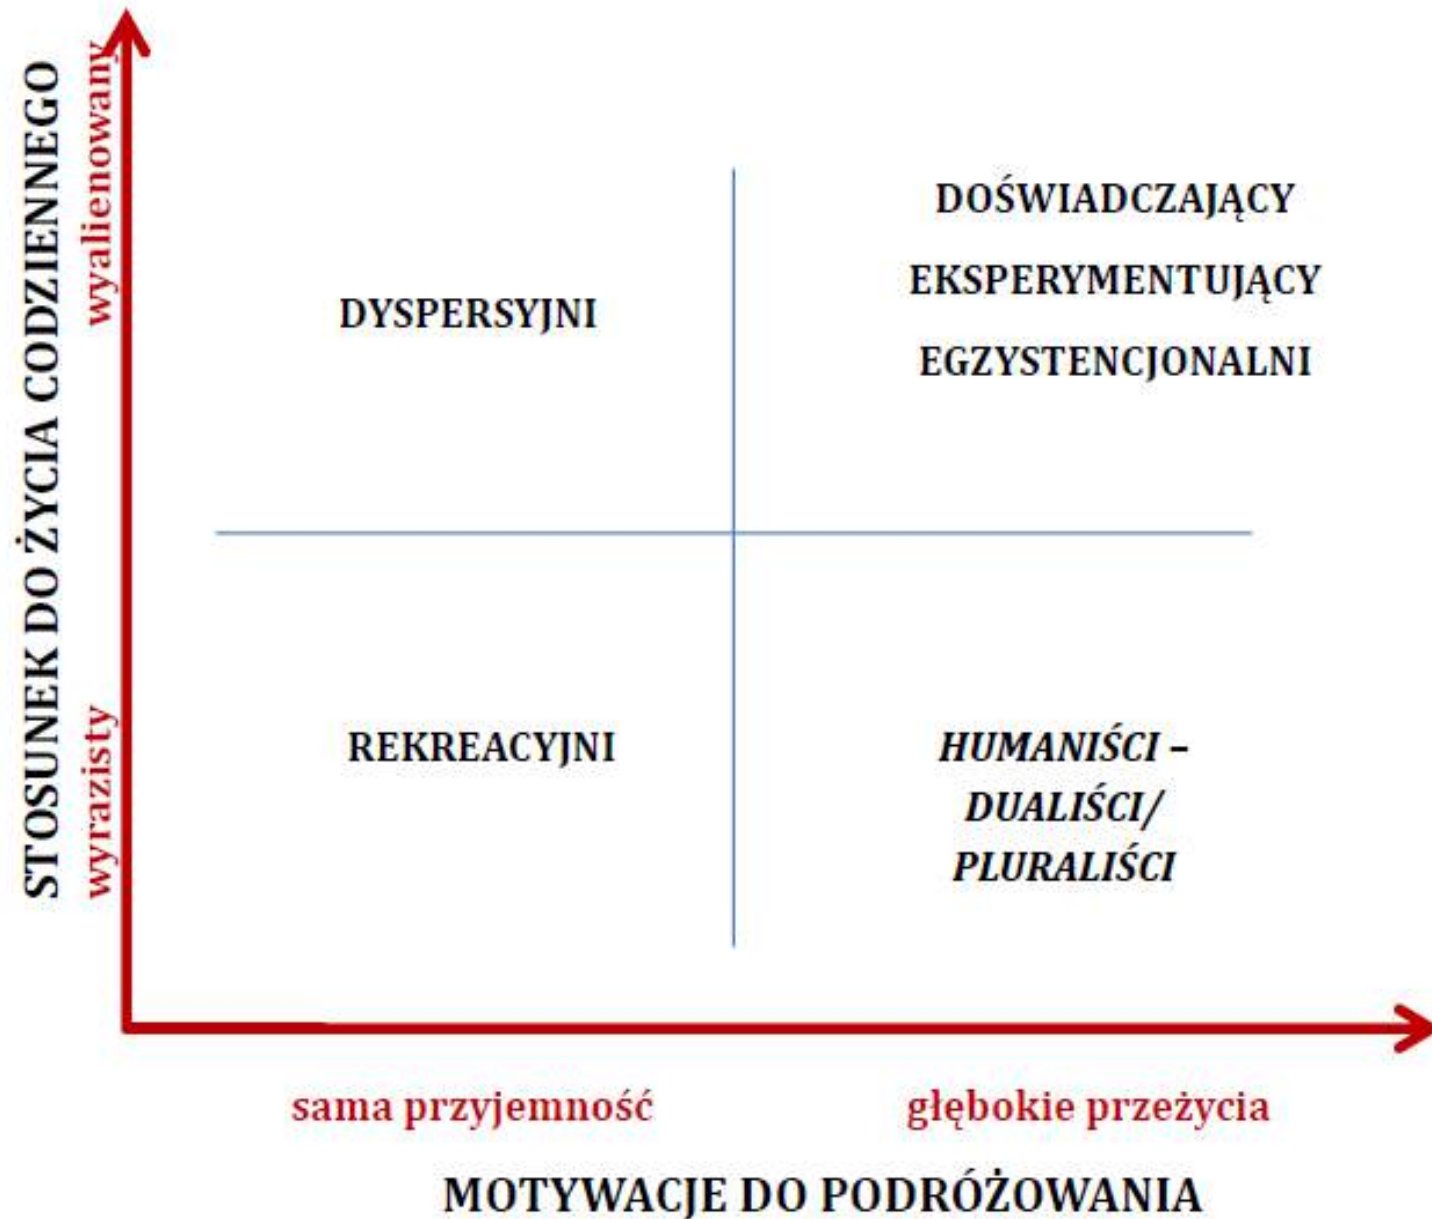 STOSUNEK DO ŻYCIA CODZIENNEGO
wyalienowany
wyrazisty
DYSPERSYJNI
DOŚWIADCZAJĄCY
EKSPERYMENTUJĄCY
EGZYSTENCJONALNI
REKREACYJNI
HUMANIŚCI –
DUALIŚCI/
PLURALIŚCI
sama przyjemność
głębokie przeżycia
MOTYWACJE DO PODRÓŻOWANIA